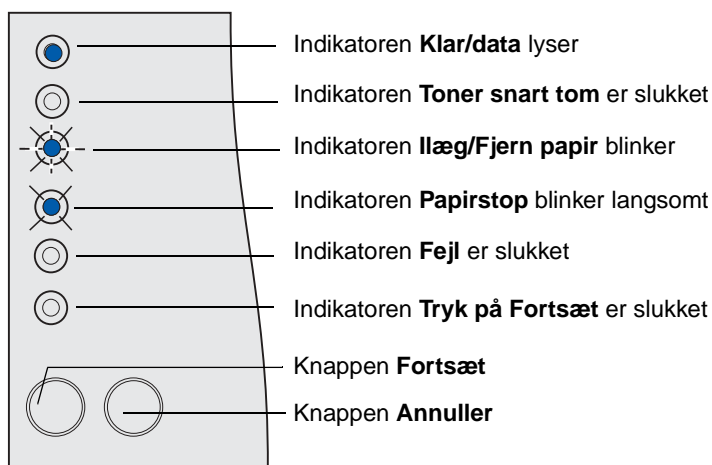 Indikatoren Klar/data lyser
Indikatoren Toner snart tom er slukket
Indikatoren Ilæg/Fjern papir blinker
Indikatoren Papirstop blinker langsomt
Indikatoren Fejl er slukket
Indikatoren Tryk på Fortsæt er slukket
Knappen Fortsæt
Knappen Annuller